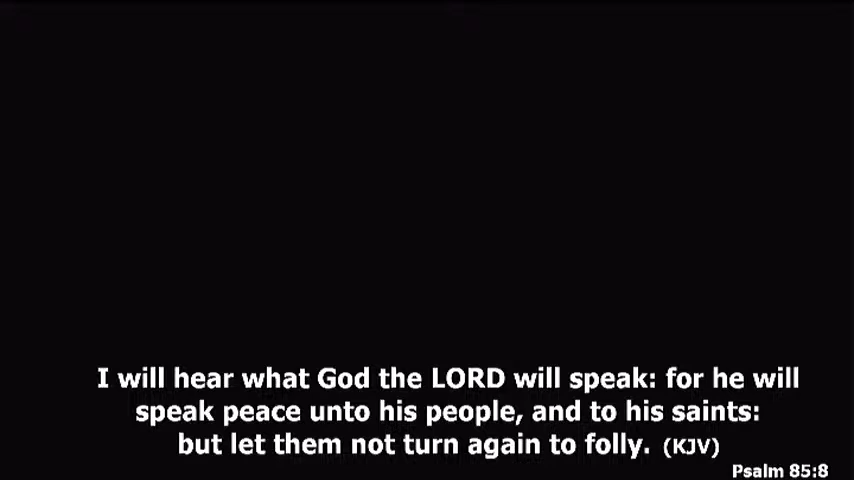 I will hear what God the LORD will speak: for he will
speak peace unto his people, and to his saints:
but let them not turn again to folly. (KJV)
Psalm 85:8